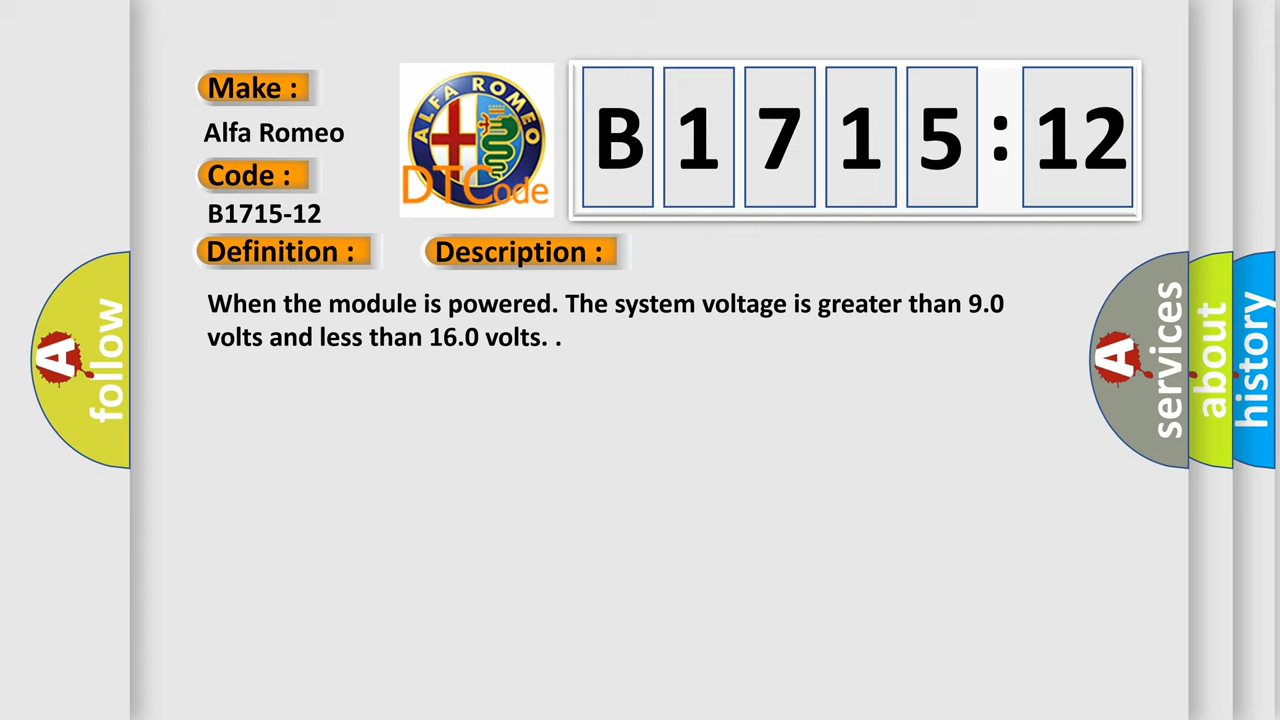 Make :
Alfa Romeo
Code :
B1715-12
ALFA ROMEO
DTCode
B 1 7 1 5 : 12
Definition :
Description :
When the module is powered. The system voltage is greater than 9.0
volts and less than 16.0 volts. .
A
follow
A
services
about
history